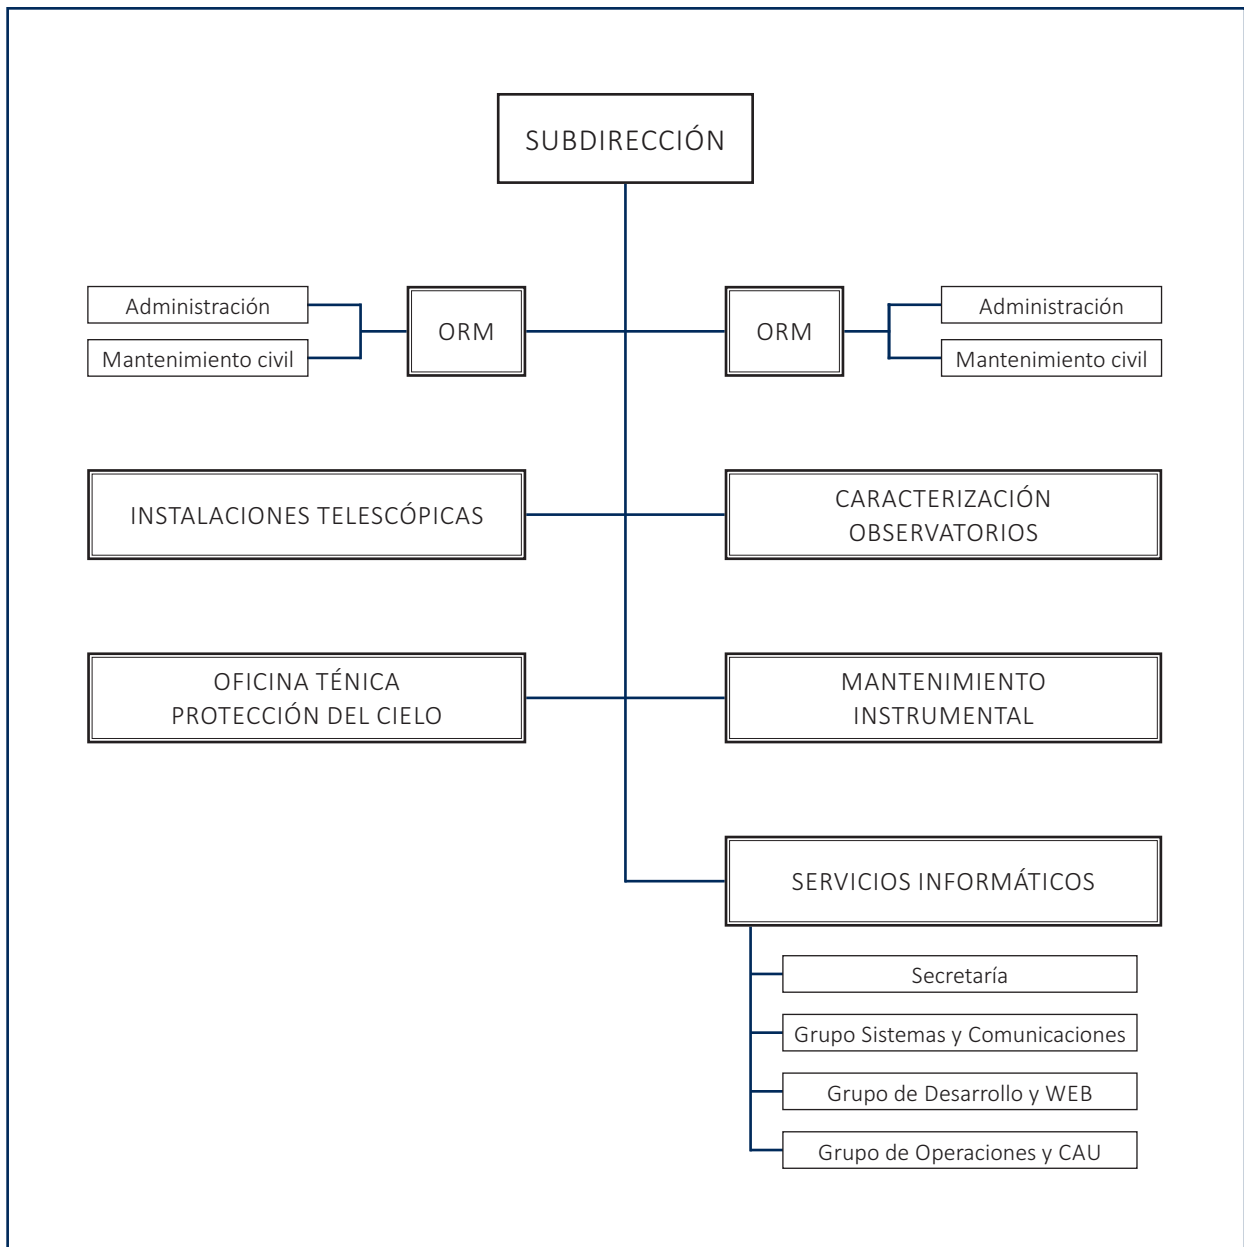 SUBDIRECCIÓN
Administración
Mantenimiento civil
ORM
ORM
Administración
Mantenimiento civil
INSTALACIONES TELESCÓPICAS
CARACTERIZACIÓN
OBSERVATORIOS
OFICINA TÉNICA
PROTECCIÓN DEL CIELO
MANTENIMIENTO
INSTRUMENTAL
SERVICIOS INFORMÁTICOS
Secretaría
Grupo Sistemas y Comunicaciones
Grupo de Desarrollo y WEB
Grupo de Operaciones y CAU